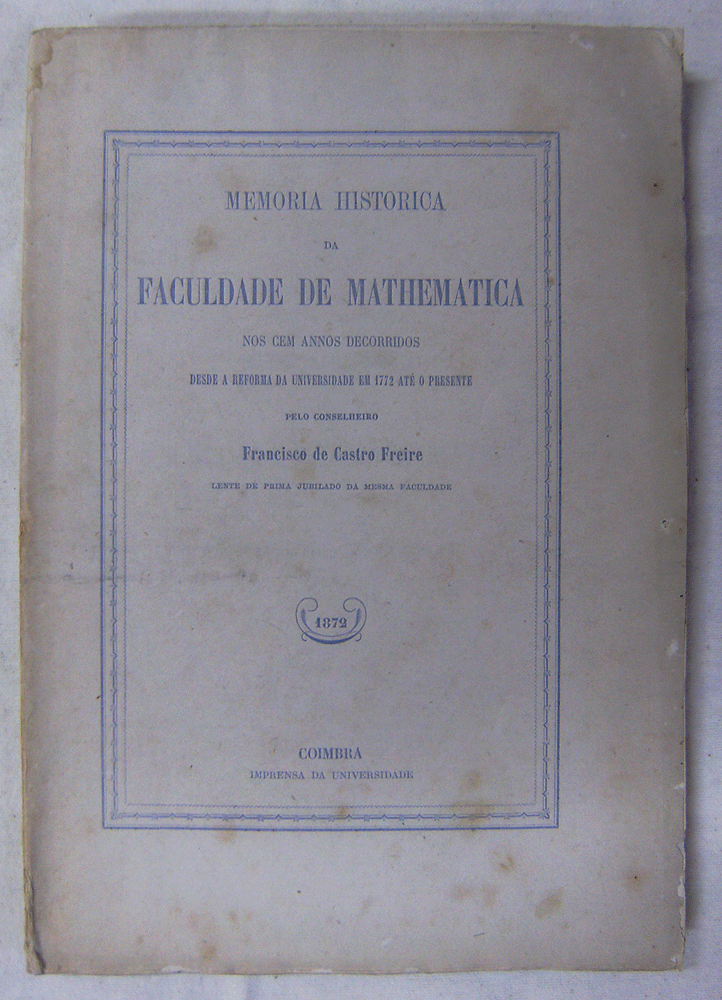 MEMORIA HISTORICA
DA
FACULDADE DE MATHEMATICA
NOS CEM ANNOS DECORRIDOS
DESDE A REFORMA DA UNIVERSIDADE EM 1772 ATÉ O PRESENTE
PELO CONSELHEIRO
Francisco de Castro Freire
LENTE DE PRIMA JUBILADO DA MESMA FACULDADE
1872
COIMBRA
IMPRENSA DA UNIVERSIDADE